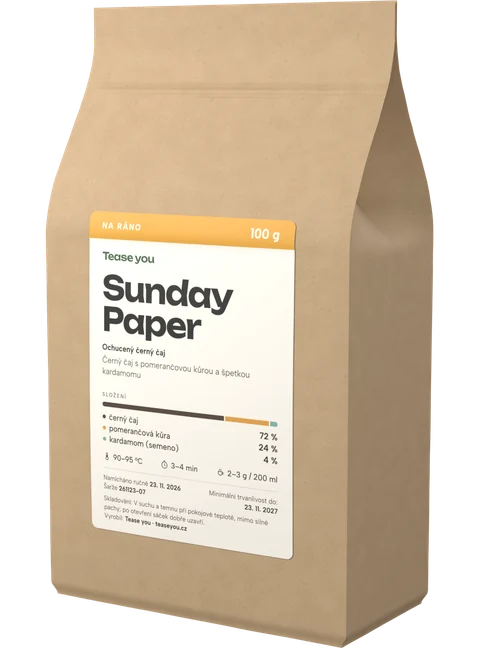 NA RÁNO
100 g
Tease you
Sunday
Paper
Ochucený černý čaj
Černý čaj s pomerančovou kůrou a špetkou
kardamomu
SLOŽENÍ
černý čaj 72 %
pomerančová kůra 24 %
kardamom (semeno) 4 %
90–95 °C 3–4 min 2–3 g / 200 ml
Namícháno ručně 23. 11. 2026
Šarže 261123-07
Minimální trvanlivost do:
23. 11. 2027
Skladování: V suchu a temnu při pokojové teplotě, mimo silné
pachy; po otevření sáček dobře uzavři.
Vyrobil: Tease you · teaseyou.cz